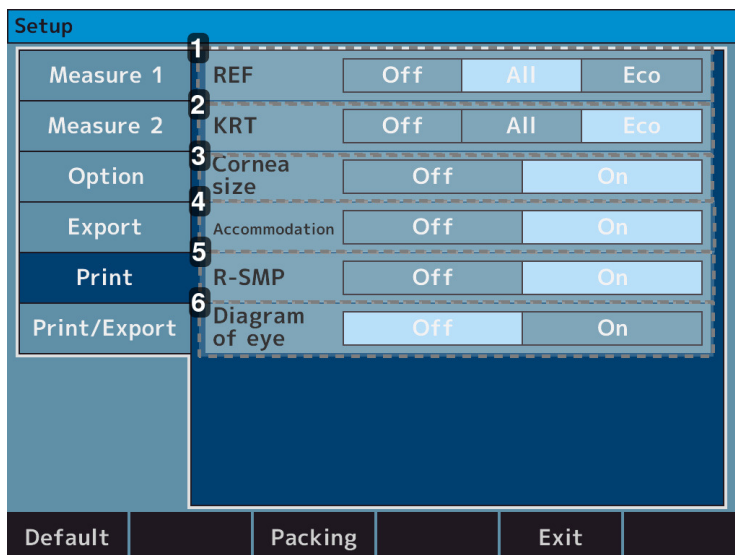 Setup
Measure 1
1 REF Off All Eco
Measure 2
2 KRT Off All Eco
Option
3 Cornea
size Off On
Export
4 Accommodation Off On
Print
5 R-SMP Off On
Print/Export
6 Diagram
of eye Off On
Default Packing Exit